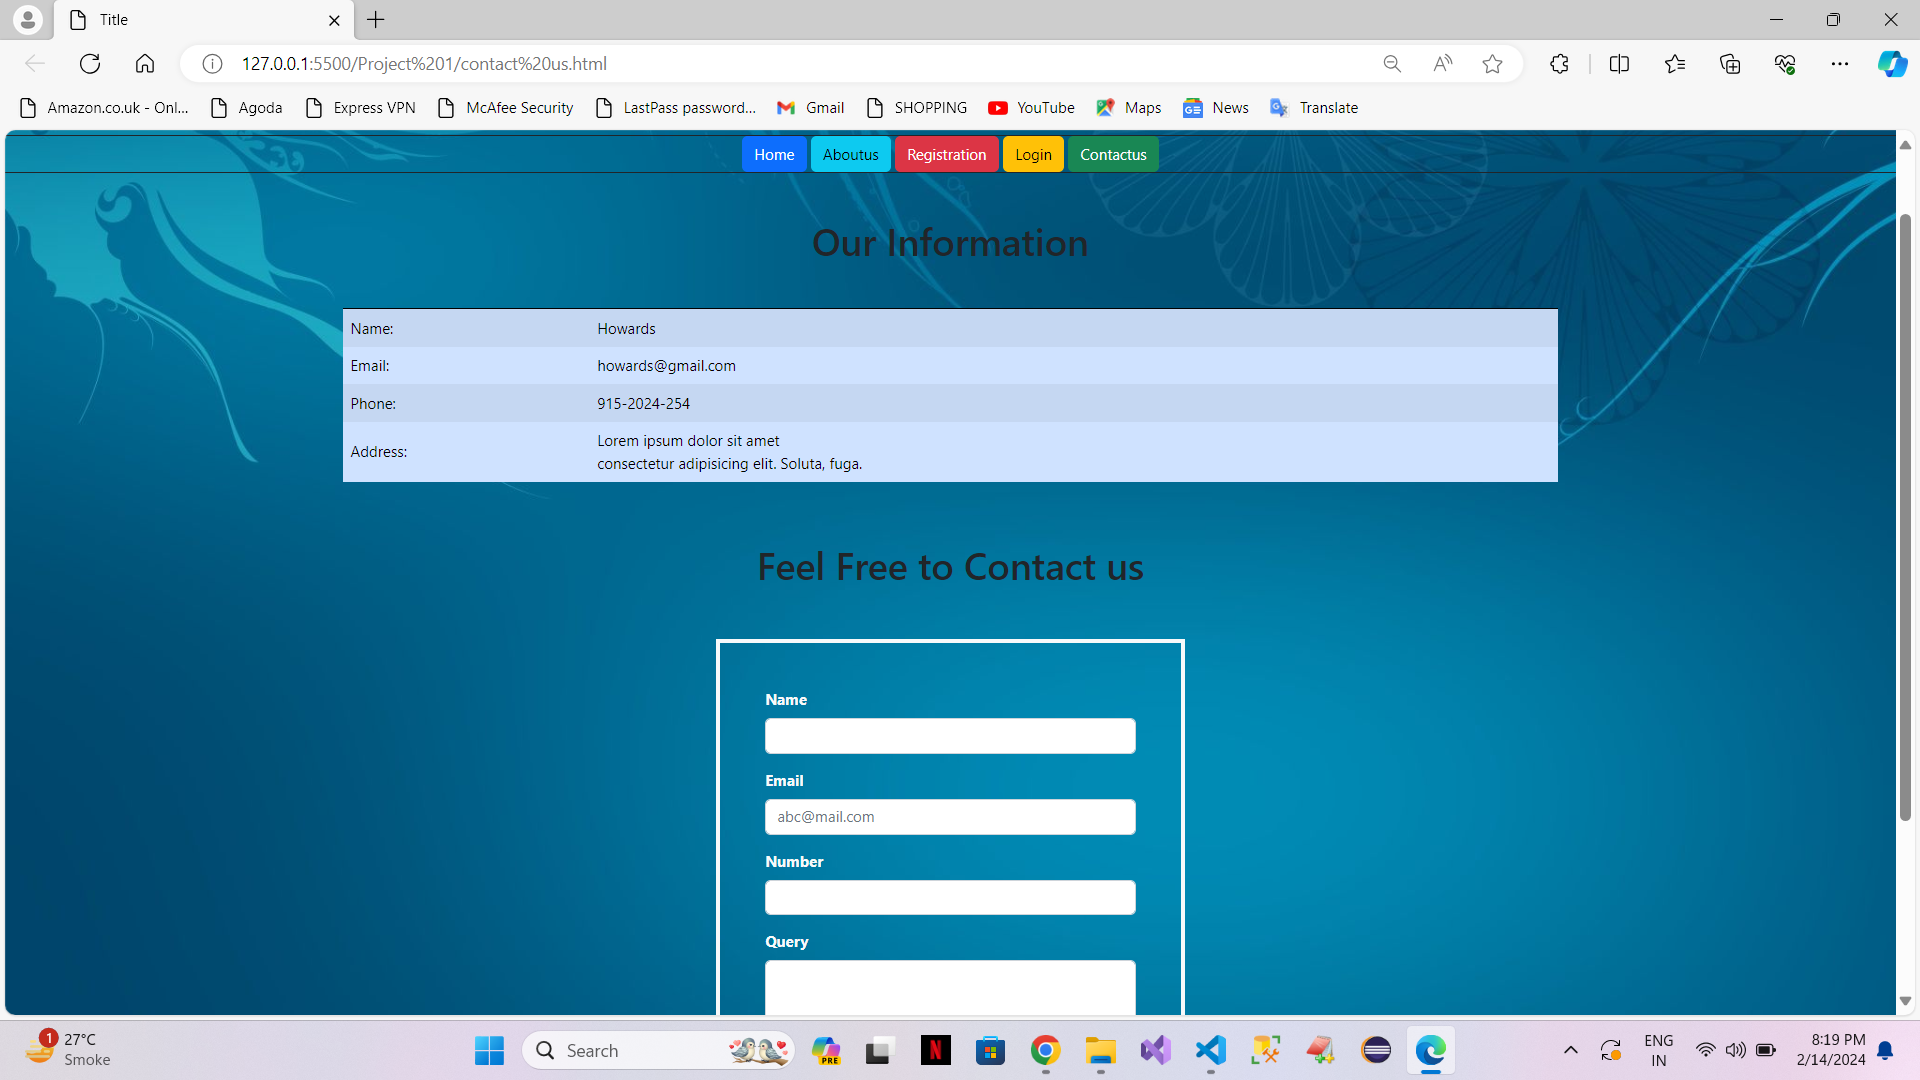 Title
127.0.0.1:5500/Project%201/contact%20us.html
Amazon.co.uk - Onl... Agoda Express VPN McAfee Security LastPass password... Gmail SHOPPING YouTube Maps News Translate
Home Aboutus Registration Login Contactus
Our Information
Name: Howards
Email: howards@gmail.com
Phone: 915-2024-254
Address: Lorem ipsum dolor sit amet
consectetur adipisicing elit. Soluta, fuga.
Feel Free to Contact us
Name
Email
abc@mail.com
Number
Query
1 27°C
Smoke
Search
PRE
N
ENG
IN
8:19 PM
2/14/2024